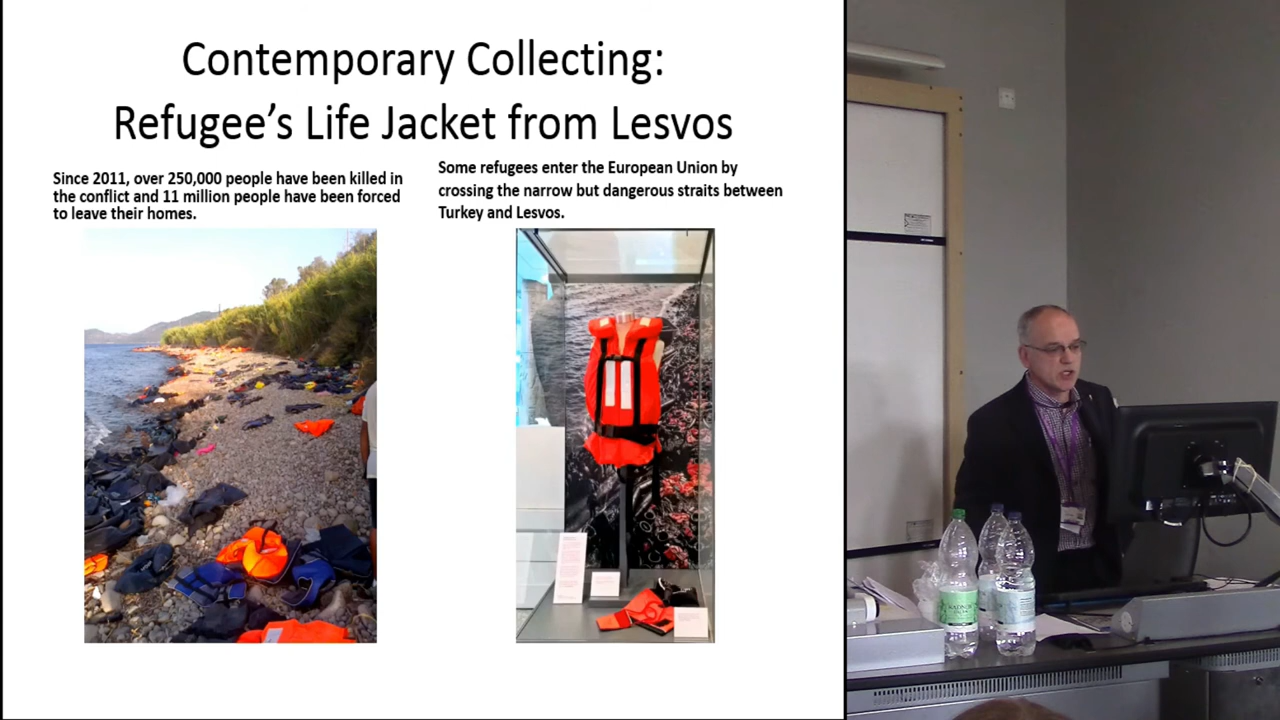 Contemporary Collecting:
Refugee's Life Jacket from Lesvos
Since 2011, over 250,000 people have been killed in
the conflict and 11 million people have been forced
to leave their homes.
Some refugees enter the European Union by
crossing the narrow but dangerous straits between
Turkey and Lesvos.